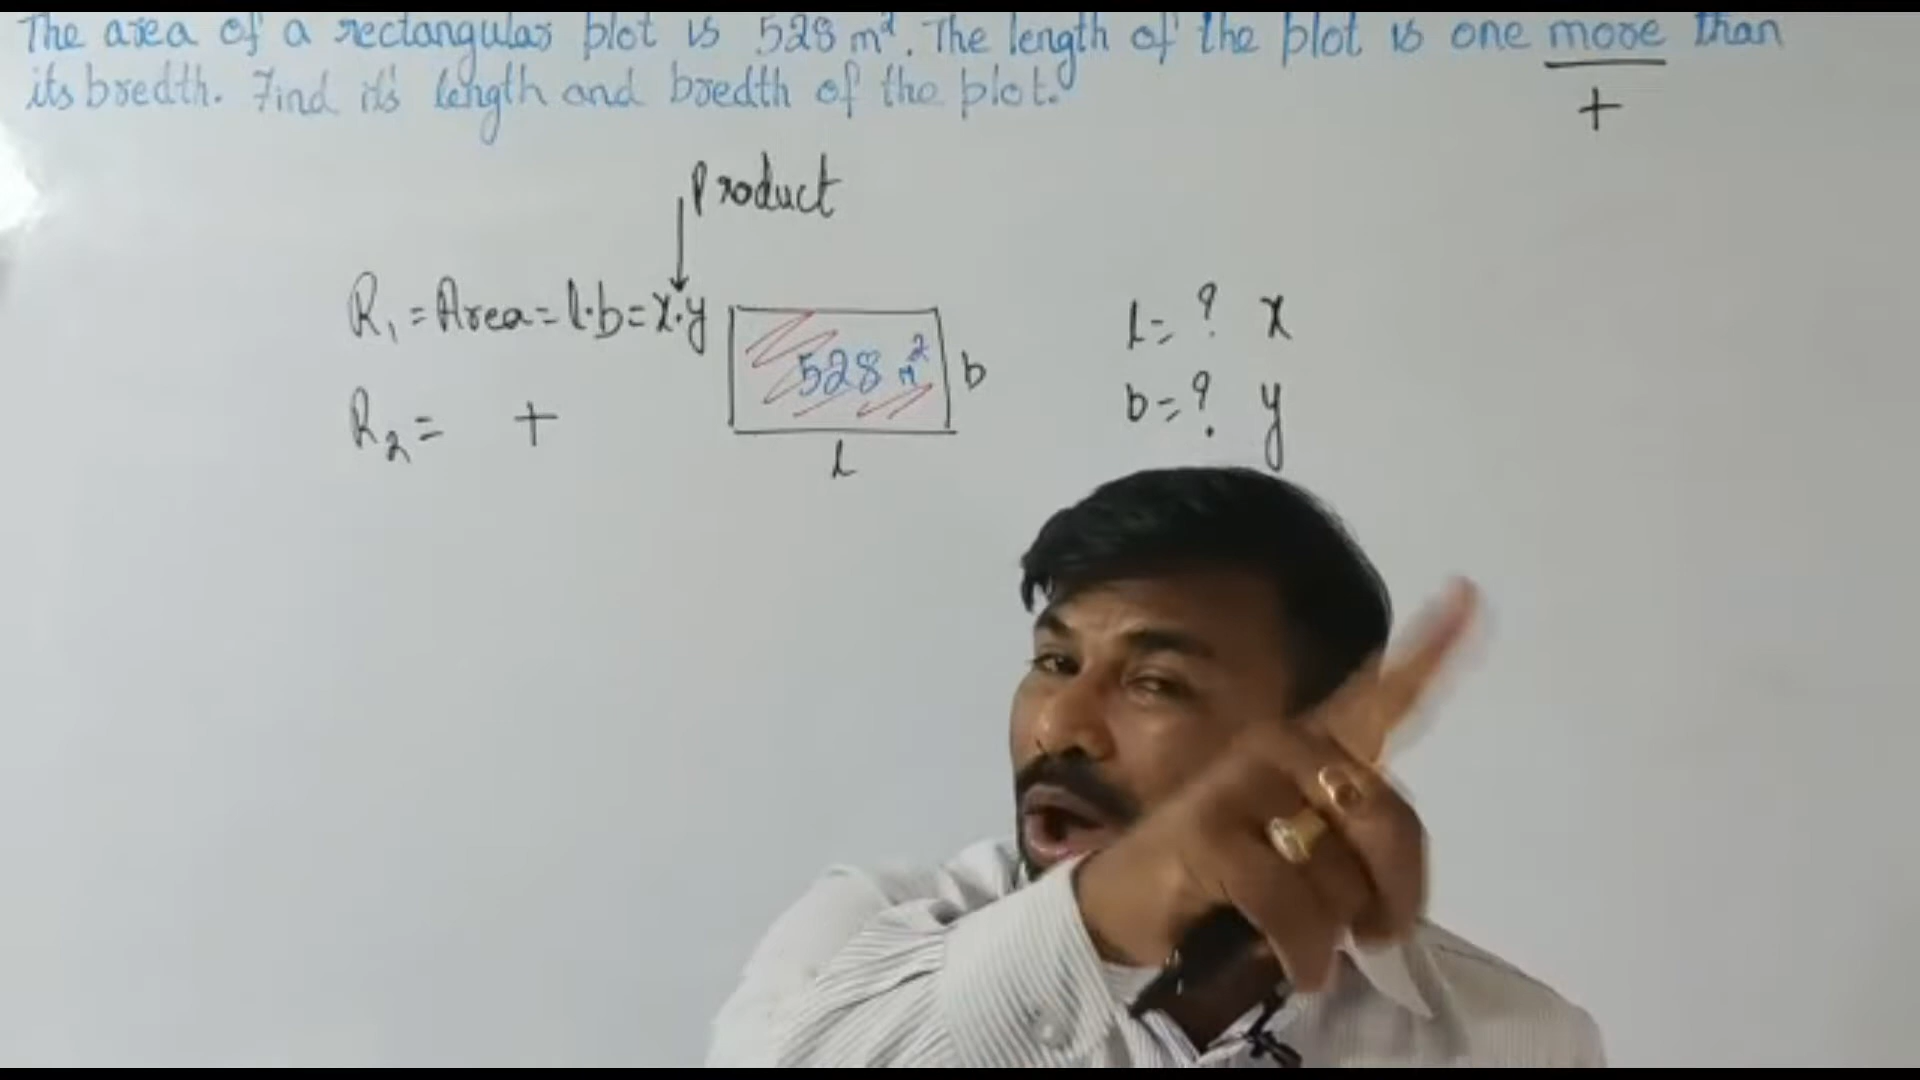 The area of a rectangular plot is 528 m². The length of the plot is one more than
its bredth. Find it's length and bredth of the plot.
+
Product
R₁ = Area = l·b = x·y
528 m²
b
l
l = ? x
b = ? y
R₂ = +